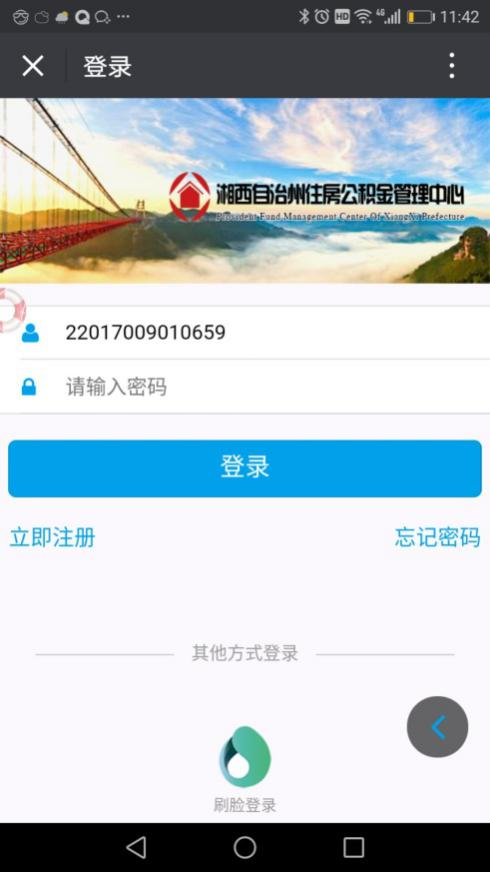 HD 4G 11:42
登录
湘西自治州住房公积金管理中心
Provident Fund Management Center Of XiangXi Prefecture
22017009010659
请输入密码
登录
立即注册 忘记密码
其他方式登录
刷脸登录